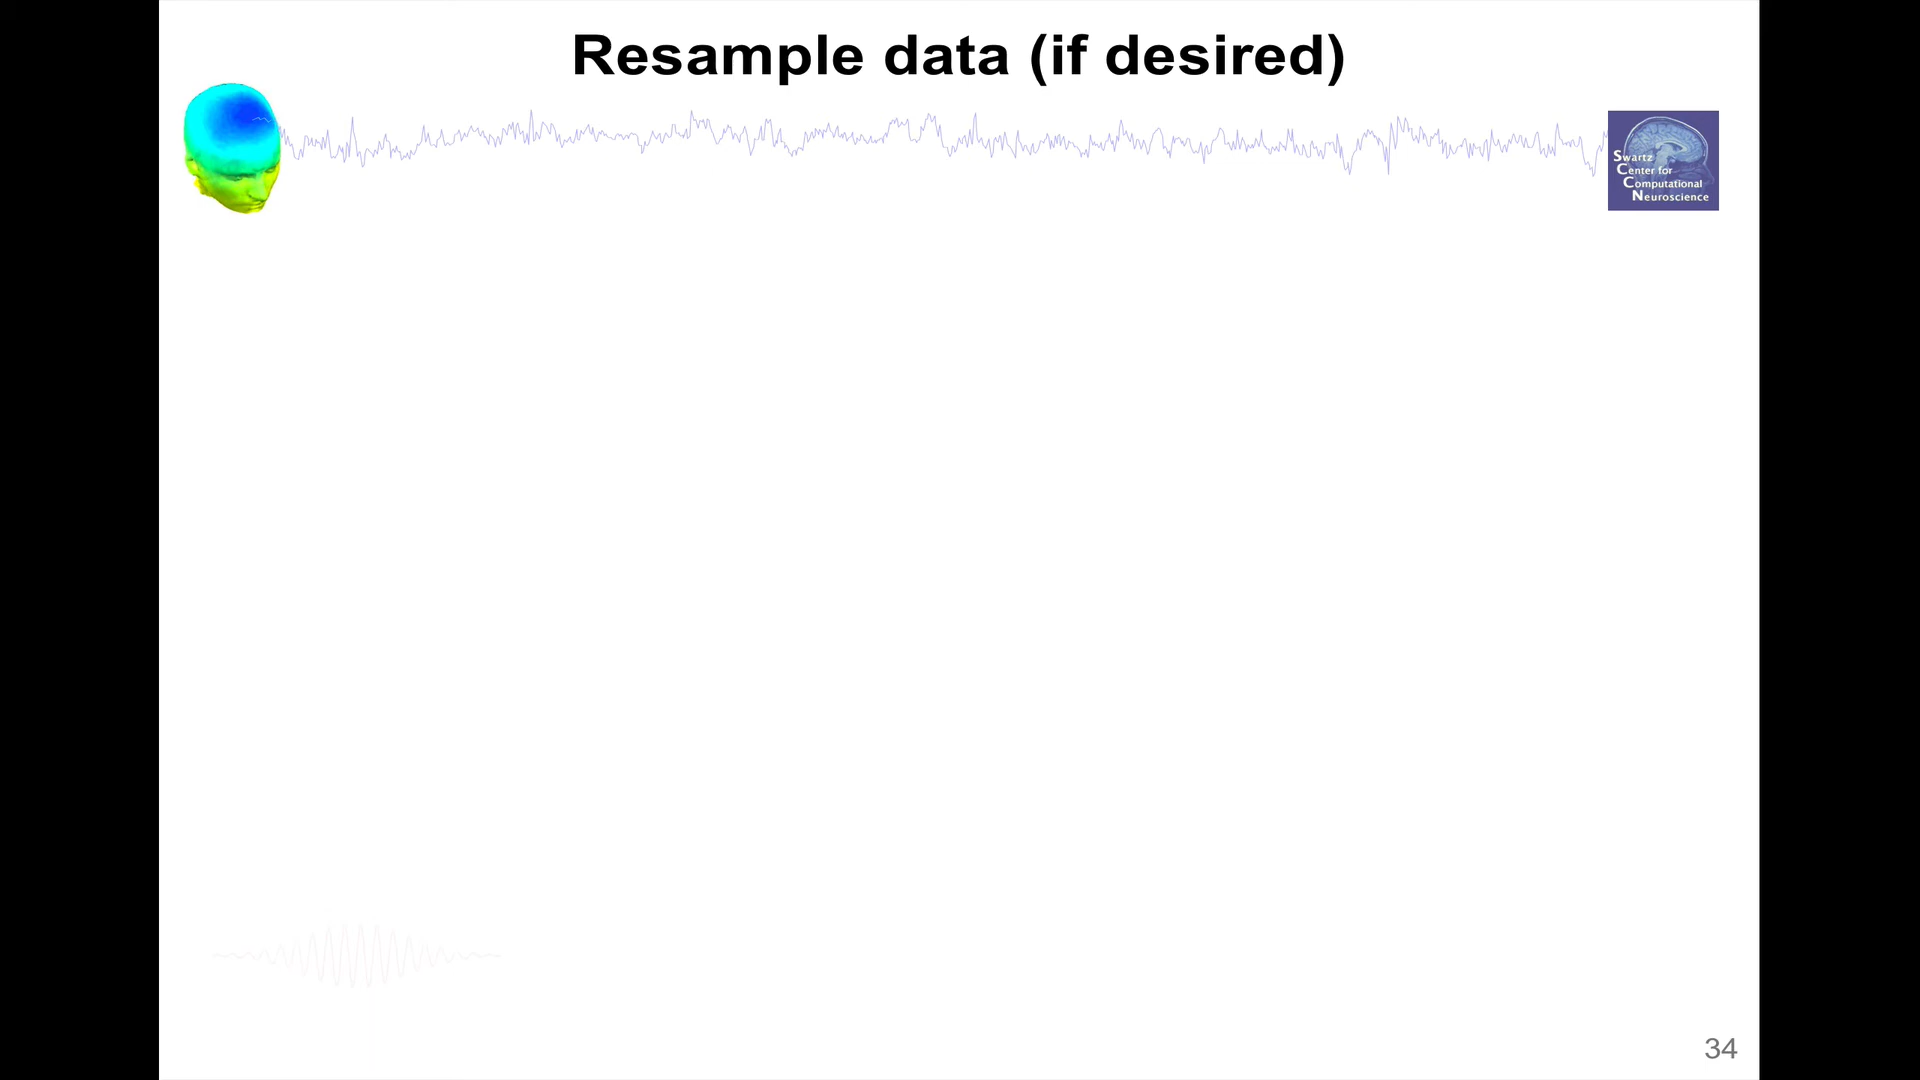 Resample data (if desired)
Swartz
Center for
Computational
Neuroscience
34